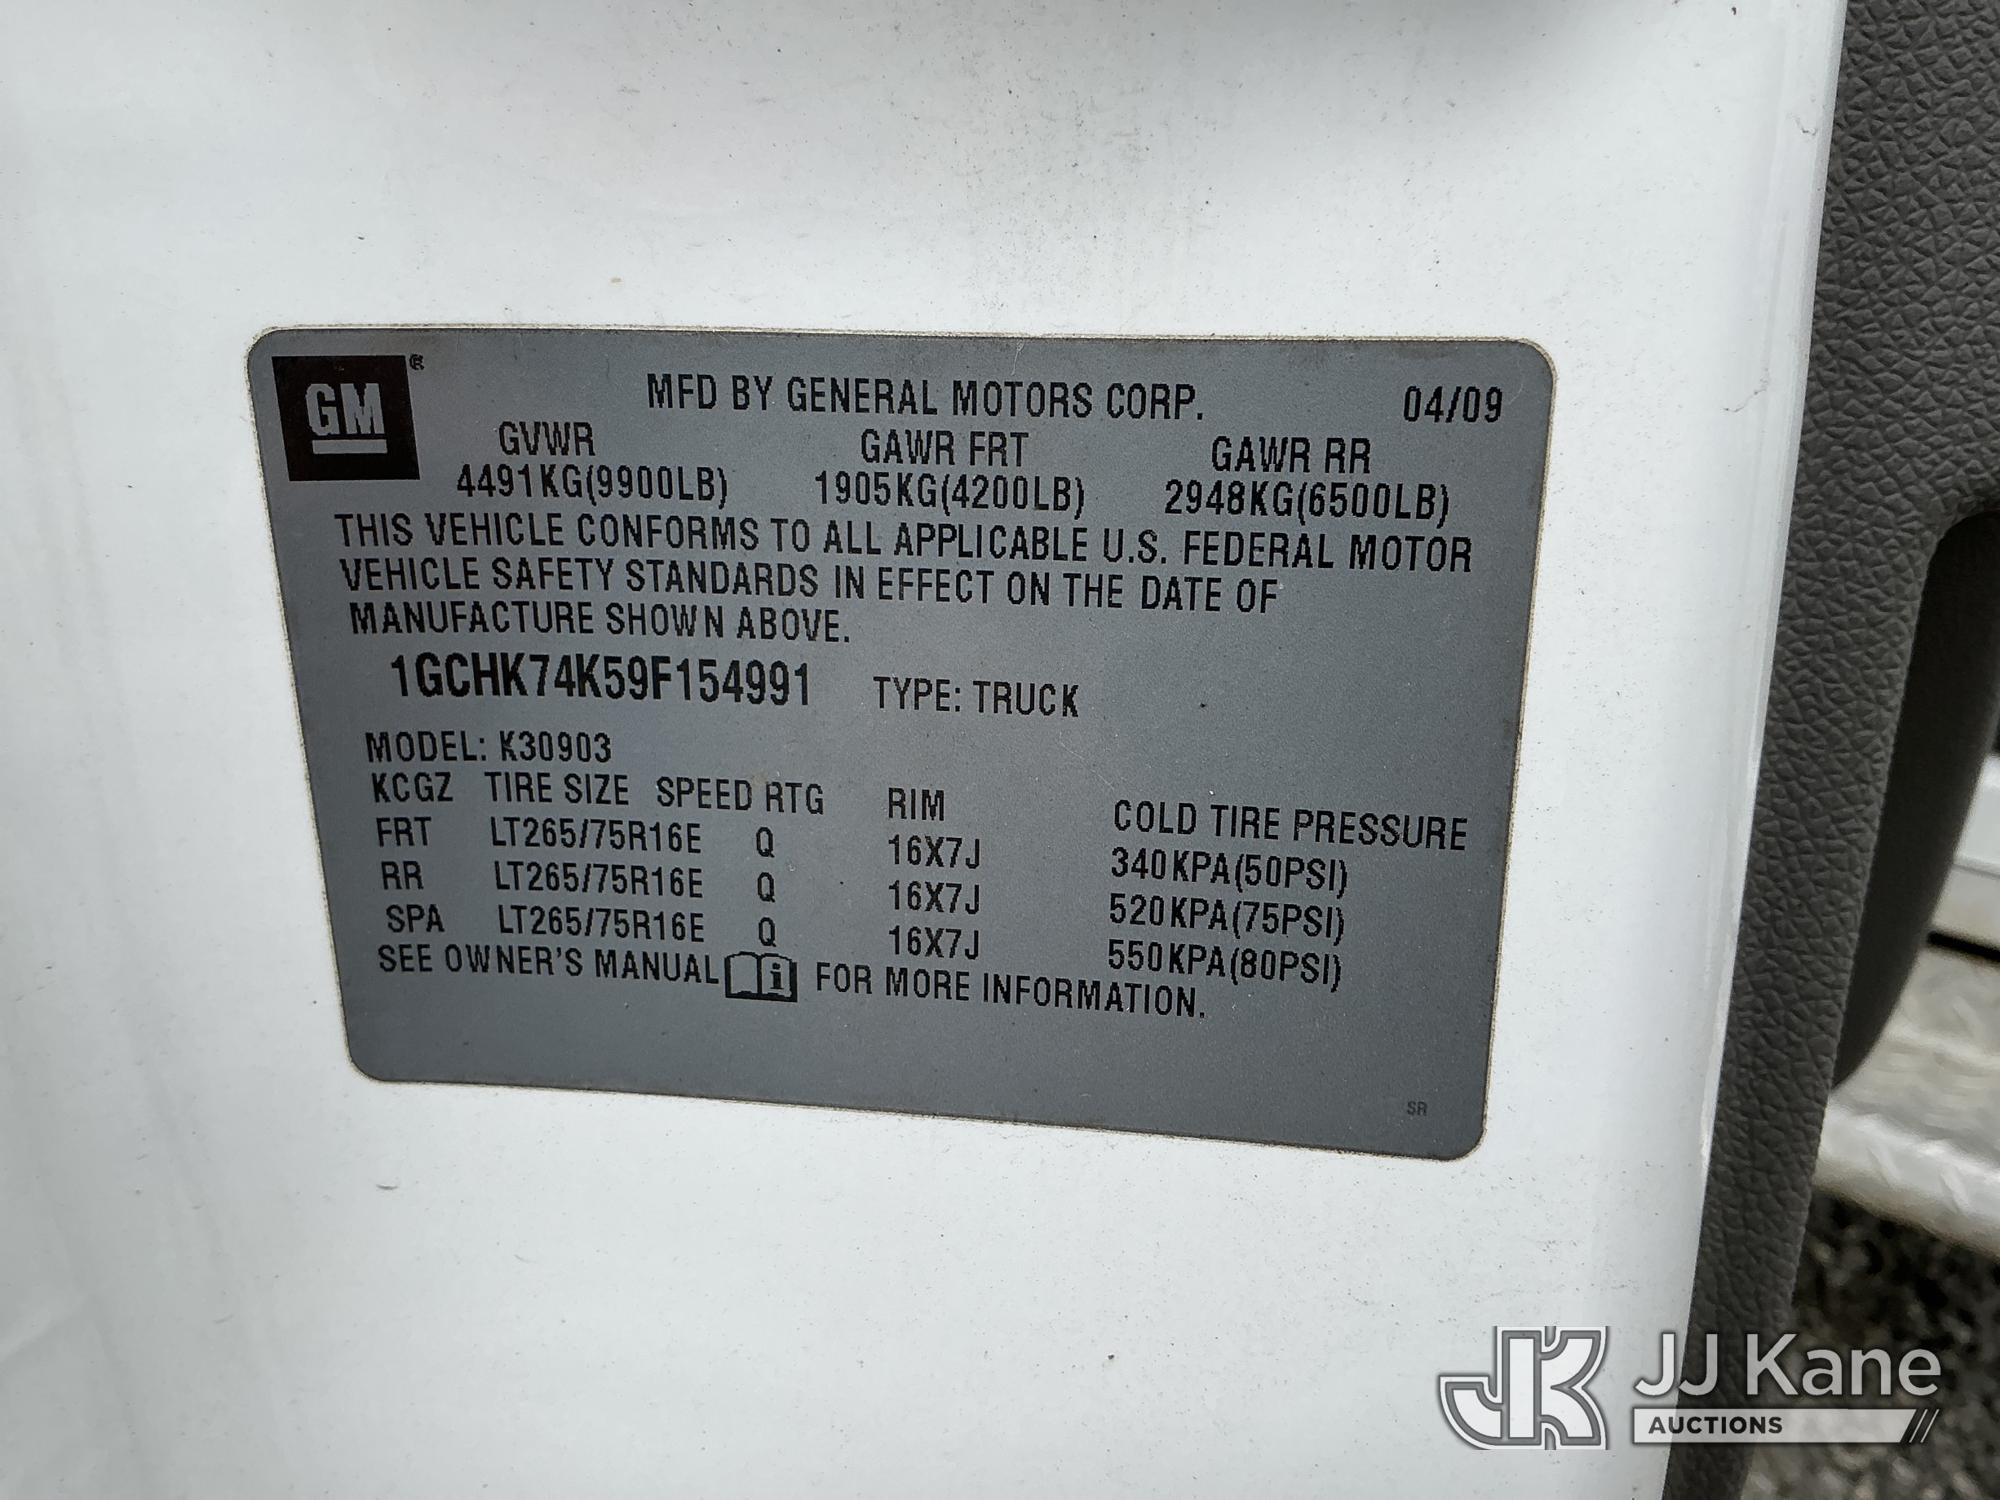 GM ®
MFD BY GENERAL MOTORS CORP. 04/09
GVWR GAWR FRT GAWR RR
4491KG(9900LB) 1905KG(4200LB) 2948KG(6500LB)
THIS VEHICLE CONFORMS TO ALL APPLICABLE U.S. FEDERAL MOTOR
VEHICLE SAFETY STANDARDS IN EFFECT ON THE DATE OF
MANUFACTURE SHOWN ABOVE.
1GCHK74K59F154991 TYPE: TRUCK
MODEL: K30903
KCGZ TIRE SIZE SPEED RTG RIM COLD TIRE PRESSURE
FRT LT265/75R16E Q 16X7J 340KPA(50PSI)
RR LT265/75R16E Q 16X7J 520KPA(75PSI)
SPA LT265/75R16E Q 16X7J 550KPA(80PSI)
SEE OWNER'S MANUAL i FOR MORE INFORMATION.
SR
JK JJ Kane
AUCTIONS